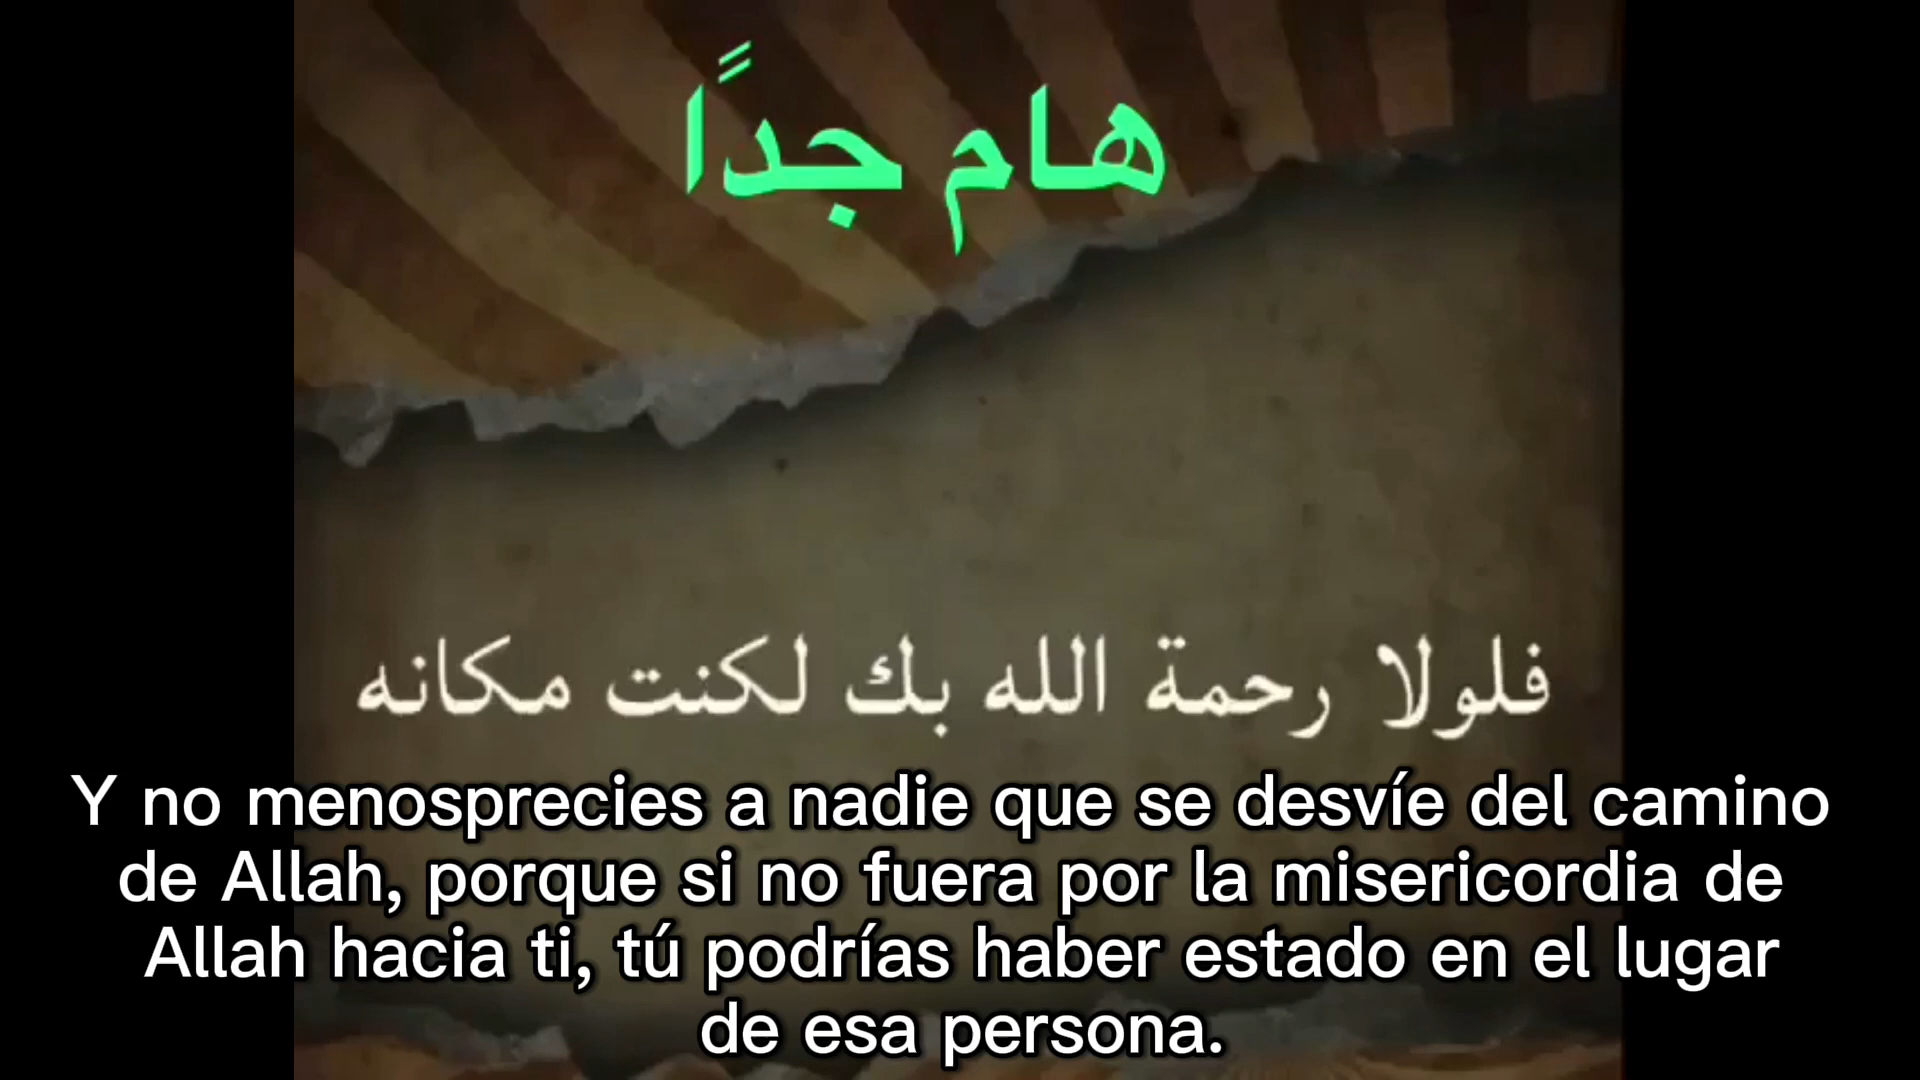 هام جدًا
فلولا رحمة الله بك لكنت مكانه
Y no menosprecies a nadie que se desvíe del camino
de Allah, porque si no fuera por la misericordia de
Allah hacia ti, tú podrías haber estado en el lugar
de esa persona.